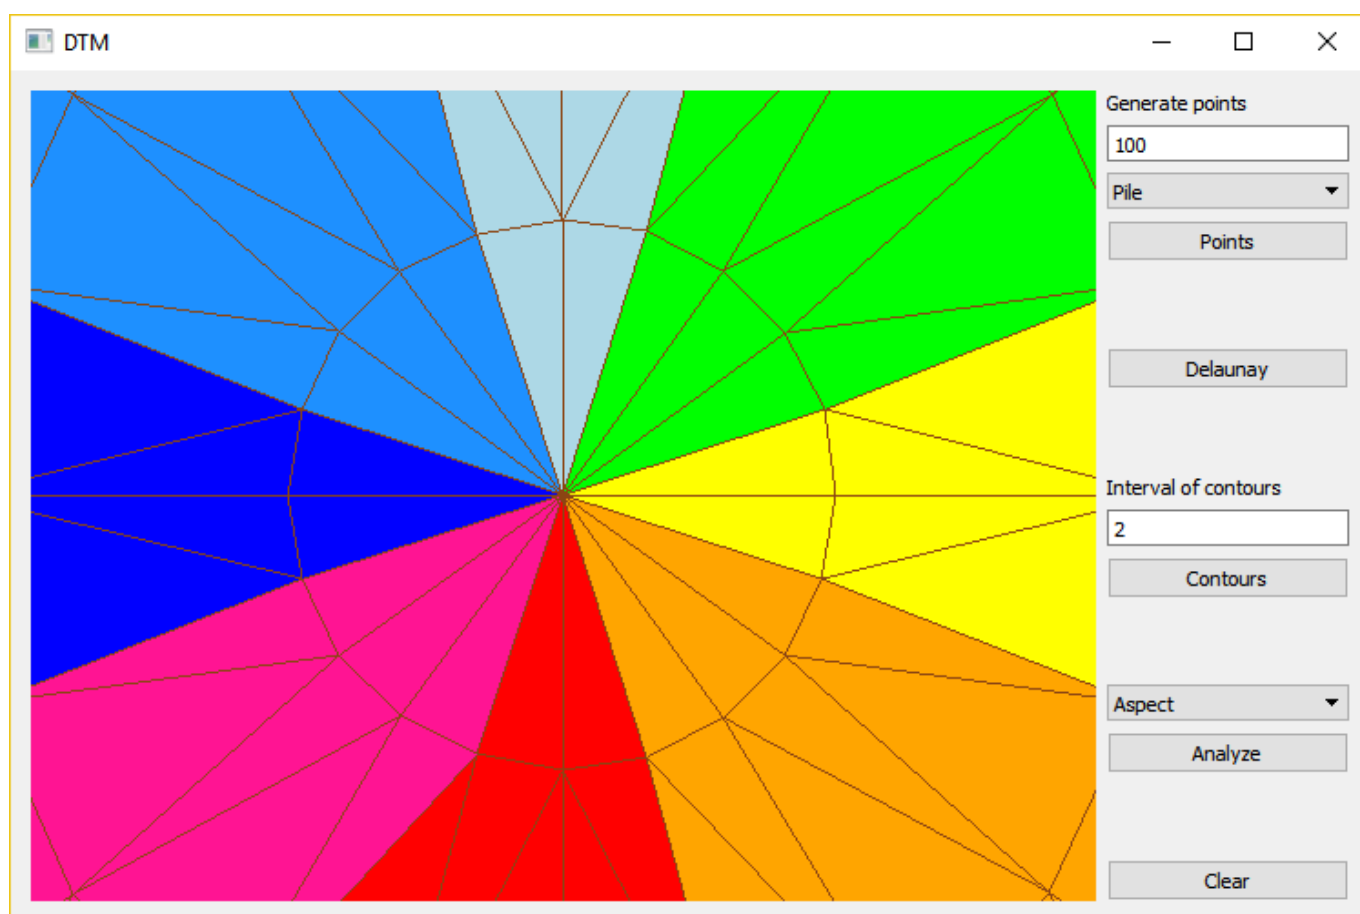 DTM
Generate points
100
Pile
Points
Delaunay
Interval of contours
2
Contours
Aspect
Analyze
Clear